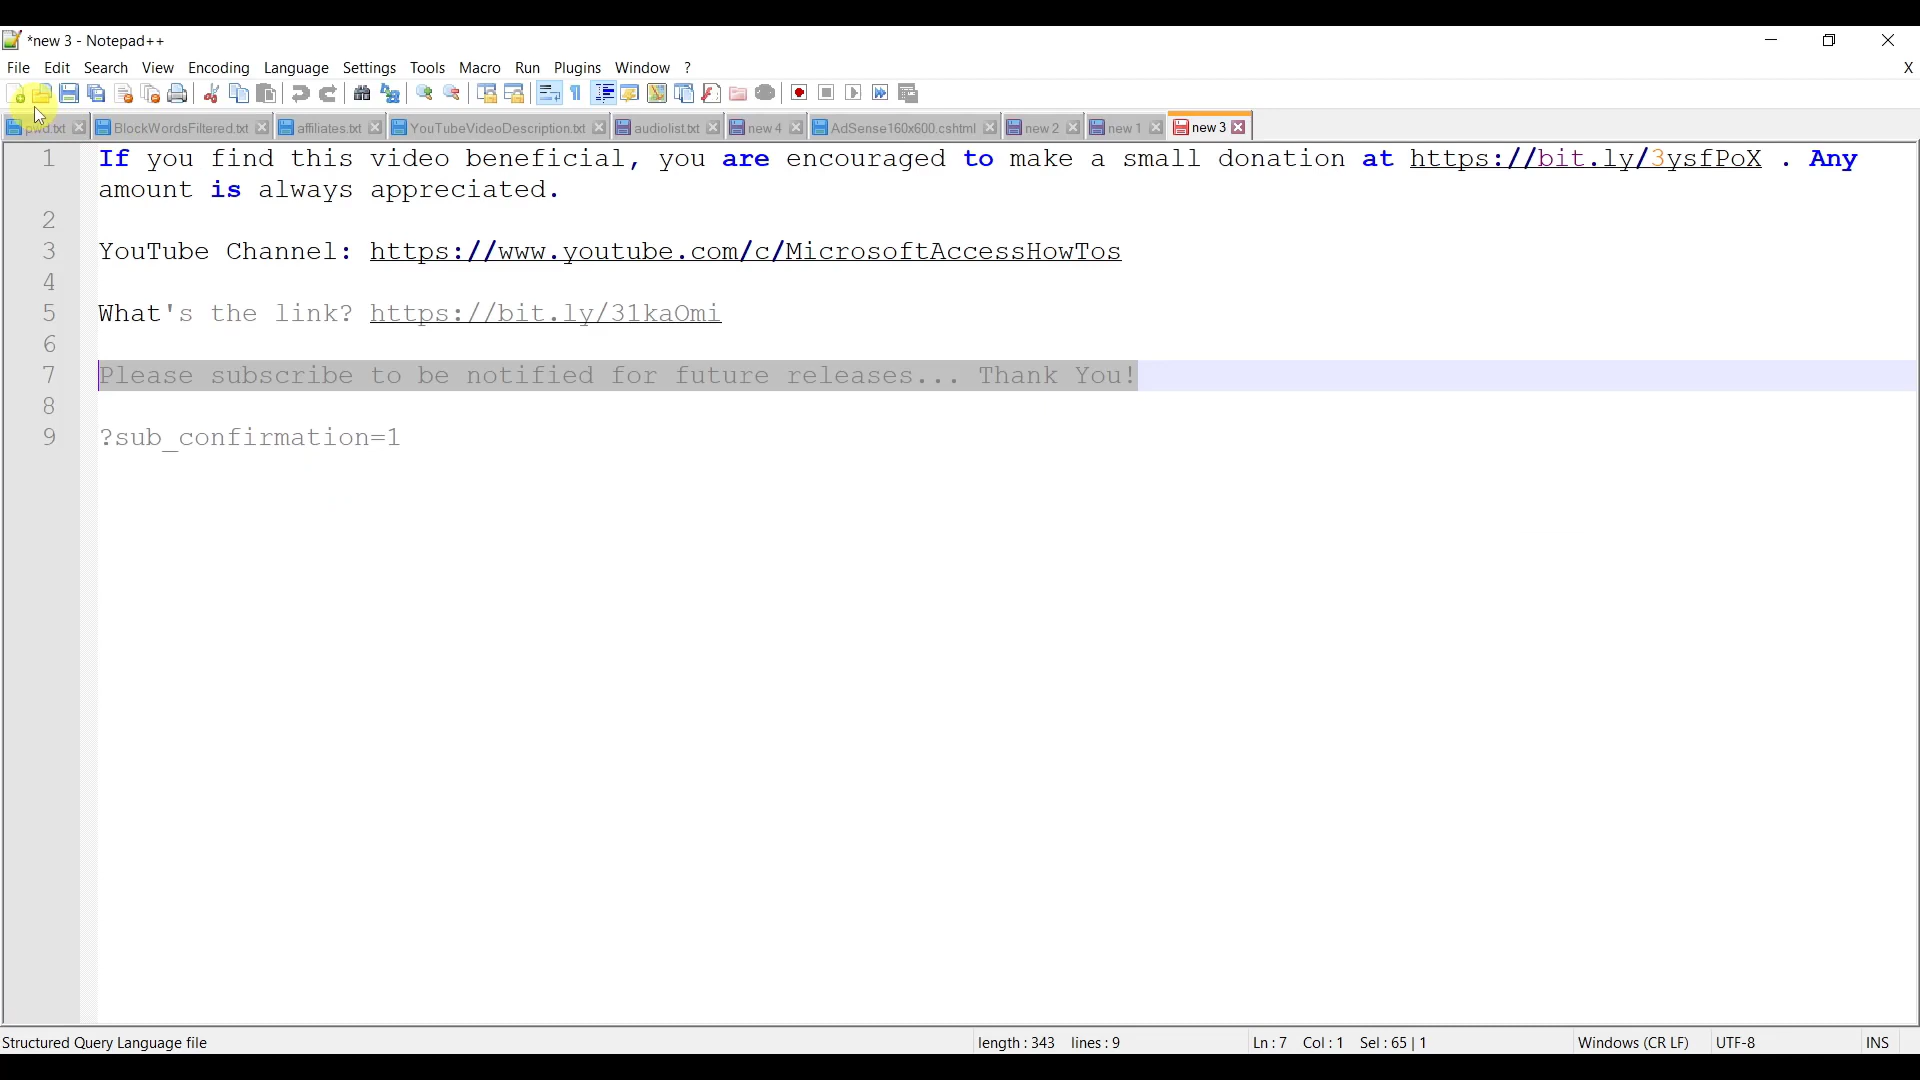 *new 3 - Notepad++
File Edit Search View Encoding Language Settings Tools Macro Run Plugins Window ? X
pwd.txt BlockWordsFiltered.txt affiliates.txt YouTubeVideoDescription.txt audiolist.txt new 4 AdSense160x600.cshtml new 2 new 1 new 3
1 If you find this video beneficial, you are encouraged to make a small donation at https://bit.ly/3ysfPoX . Any
amount is always appreciated.
2
3 YouTube Channel: https://www.youtube.com/c/MicrosoftAccessHowTos
4
5 What's the link? https://bit.ly/31kaOmi
6
7 Please subscribe to be notified for future releases... Thank You!
8
9 ?sub_confirmation=1
Structured Query Language file length : 343 lines : 9 Ln : 7 Col : 1 Sel : 65 | 1 Windows (CR LF) UTF-8 INS